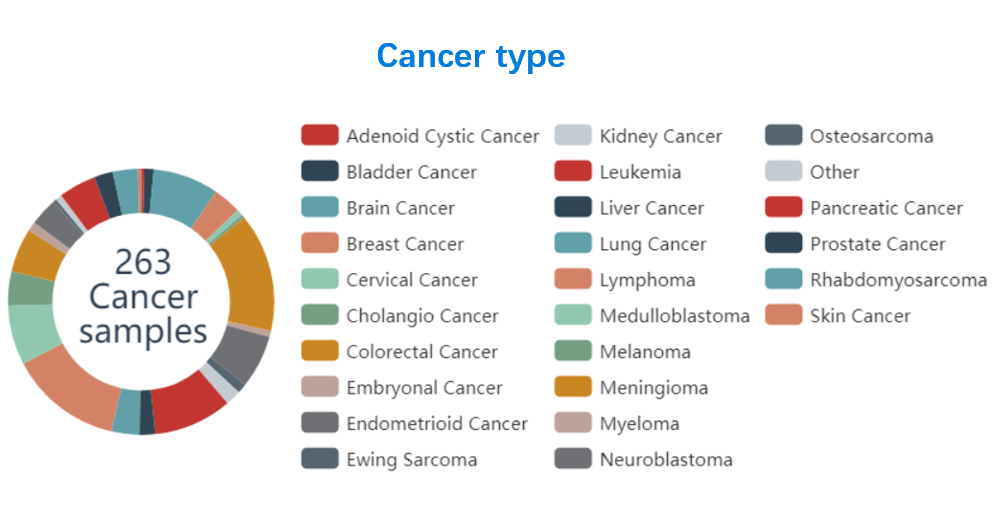 Cancer type
263
Cancer
samples
Adenoid Cystic Cancer
Bladder Cancer
Brain Cancer
Breast Cancer
Cervical Cancer
Cholangio Cancer
Colorectal Cancer
Embryonal Cancer
Endometrioid Cancer
Ewing Sarcoma
Kidney Cancer
Leukemia
Liver Cancer
Lung Cancer
Lymphoma
Medulloblastoma
Melanoma
Meningioma
Myeloma
Neuroblastoma
Osteosarcoma
Other
Pancreatic Cancer
Prostate Cancer
Rhabdomyosarcoma
Skin Cancer